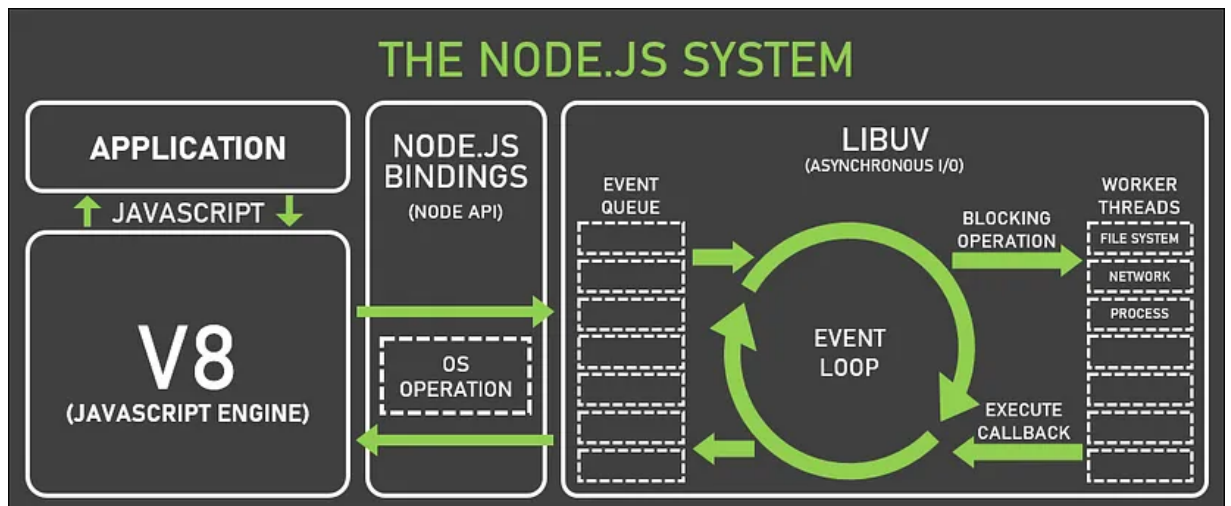 THE NODE.JS SYSTEM
APPLICATION
JAVASCRIPT
V8
(JAVASCRIPT ENGINE)
NODE.JS
BINDINGS
(NODE API)
OS
OPERATION
LIBUV
(ASYNCHRONOUS I/O)
EVENT
QUEUE
EVENT
LOOP
BLOCKING
OPERATION
EXECUTE
CALLBACK
WORKER
THREADS
FILE SYSTEM
NETWORK
PROCESS